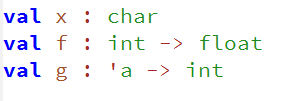 val x : char
val f : int -> float
val g : 'a -> int